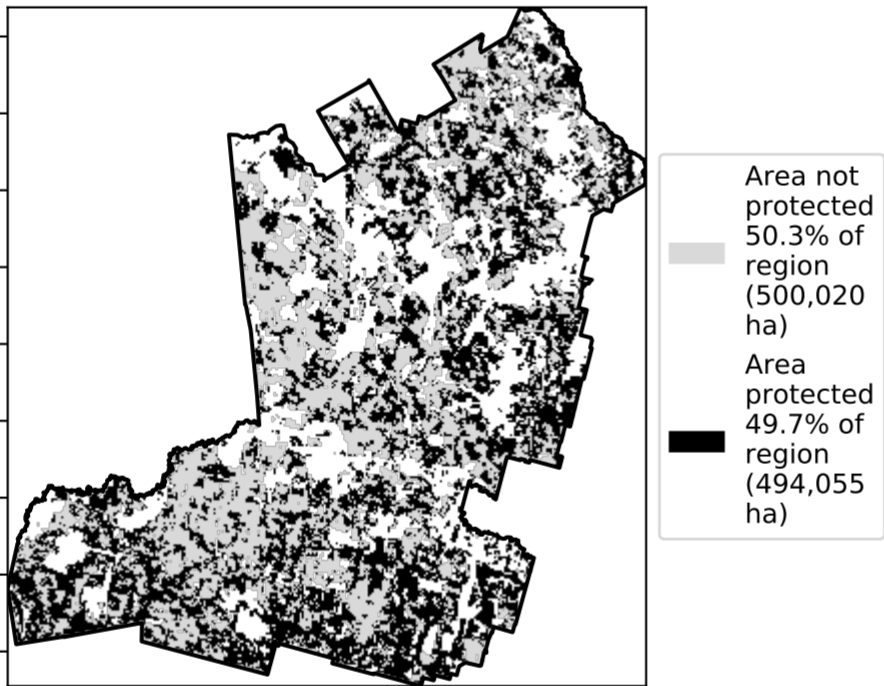 Area not
protected
50.3% of
region
(500,020
ha)
Area
protected
49.7% of
region
(494,055
ha)